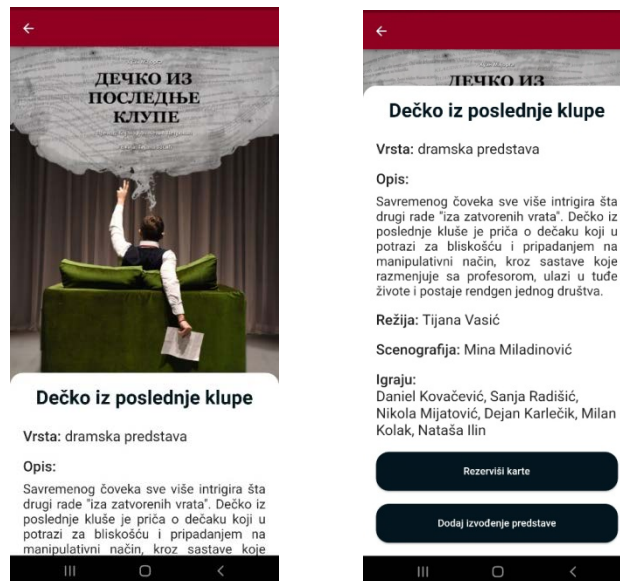 ДЕЧКО ИЗ
ПОСЛЕДЊЕ
КЛУПЕ
Dečko iz poslednje klupe
Vrsta: dramska predstava
Opis:
Savremenog čoveka sve više intrigira šta
drugi rade "iza zatvorenih vrata". Dečko iz
poslednje kluše je priča o dečaku koji u
potrazi za bliskošću i pripadanjem na
manipulativni način, kroz sastave koje
ДЕЧКО ИЗ
Dečko iz poslednje klupe
Vrsta: dramska predstava
Opis:
Savremenog čoveka sve više intrigira šta
drugi rade "iza zatvorenih vrata". Dečko iz
poslednje kluše je priča o dečaku koji u
potrazi za bliskošću i pripadanjem na
manipulativni način, kroz sastave koje
razmenjuje sa profesorom, ulazi u tuđe
živote i postaje rendgen jednog društva.
Režija: Tijana Vasić
Scenografija: Mina Miladinović
Igraju:
Daniel Kovačević, Sanja Radišić,
Nikola Mijatović, Dejan Karlečik, Milan
Kolak, Nataša Ilin
Rezerviši karte
Dodaj izvođenje predstave